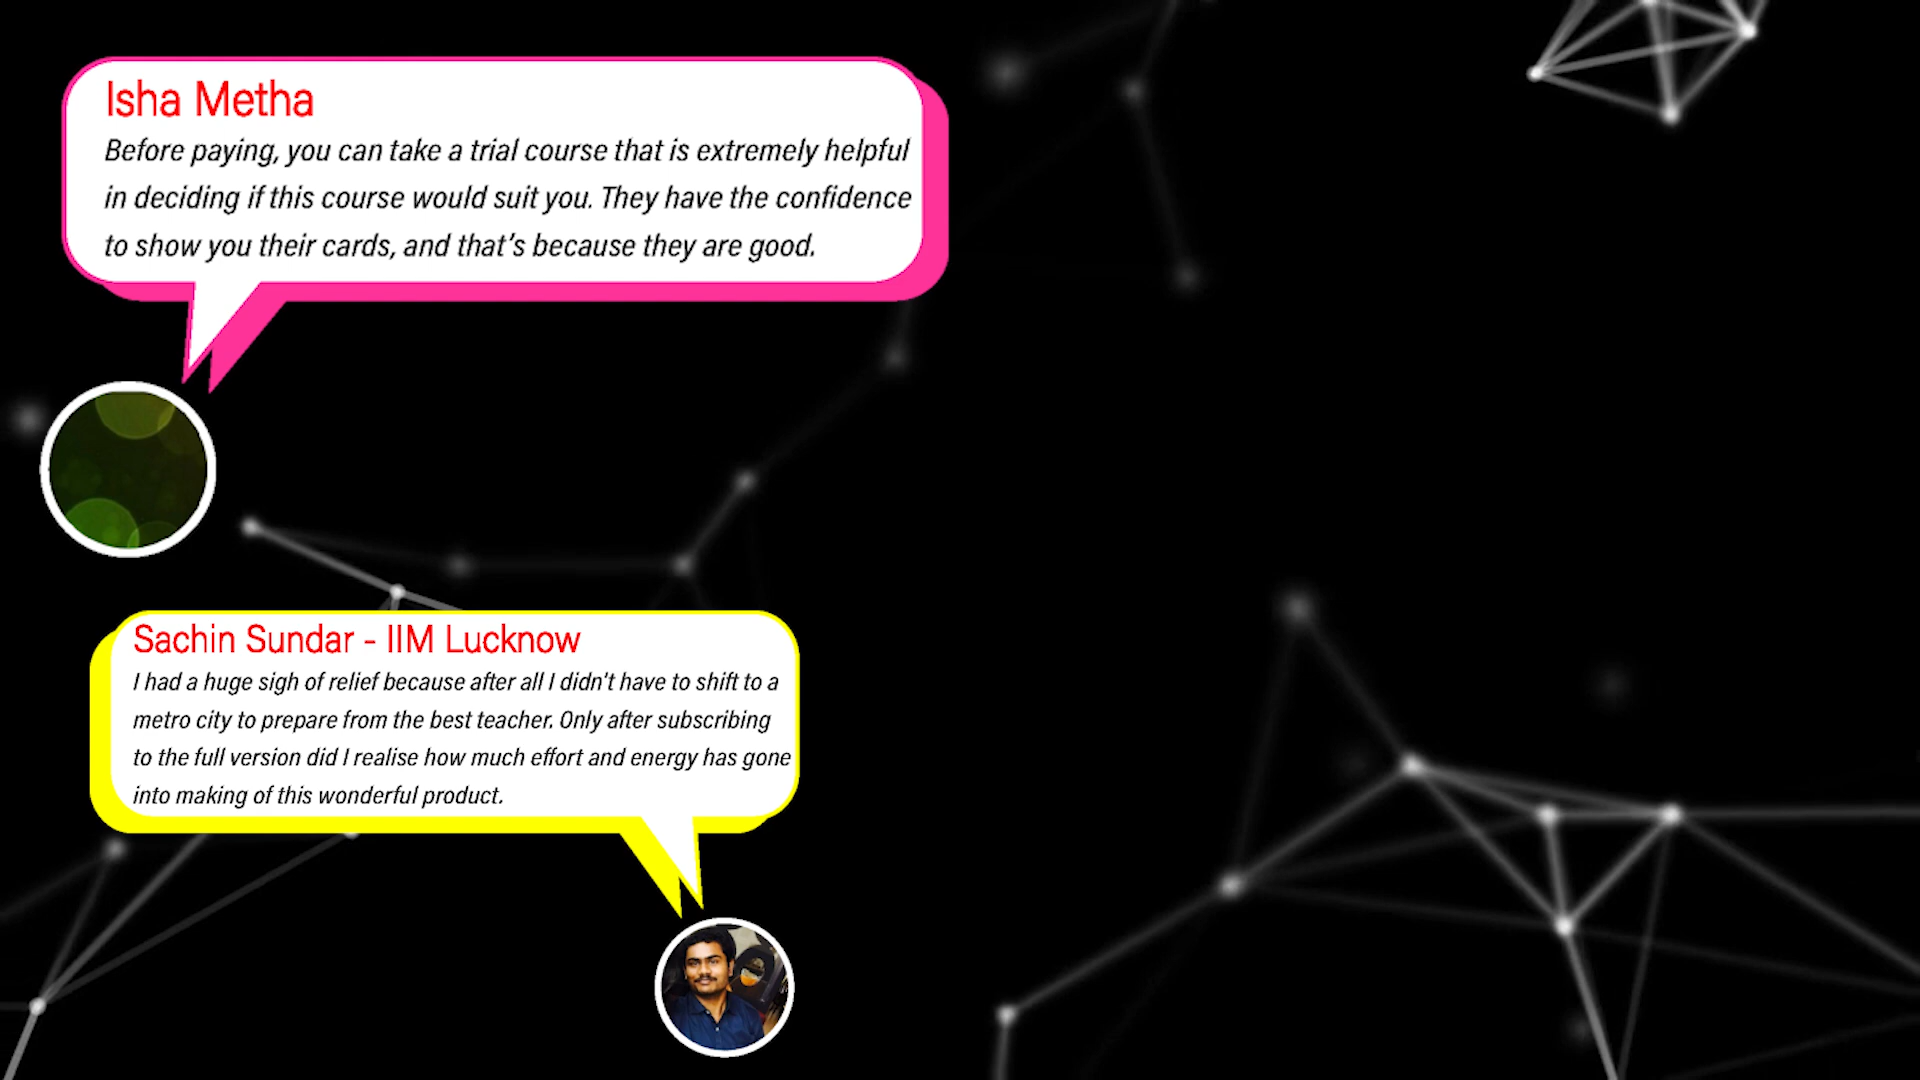 Isha Metha
Before paying, you can take a trial course that is extremely helpful
in deciding if this course would suit you. They have the confidence
to show you their cards, and that's because they are good.
Sachin Sundar - IIM Lucknow
I had a huge sigh of relief because after all I didn't have to shift to a
metro city to prepare from the best teacher. Only after subscribing
to the full version did I realise how much effort and energy has gone
into making of this wonderful product.